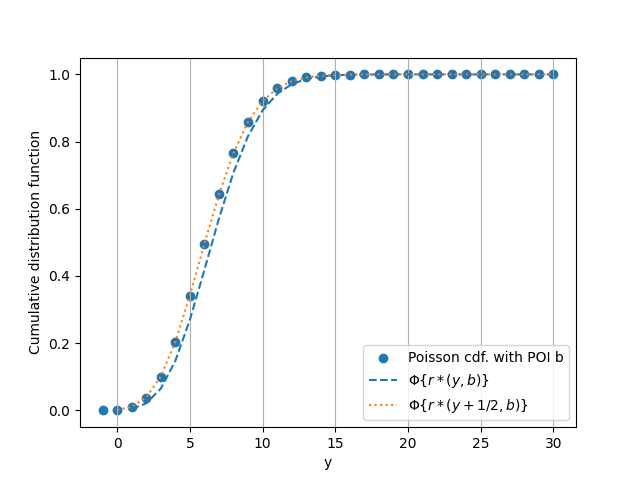 1.0
0.8
0.6
0.4
0.2
0.0
Cumulative distribution function
0 5 10 15 20 25 30
y
Poisson cdf. with POI b
Φ{r*(y, b)}
Φ{r*(y + 1/2, b)}